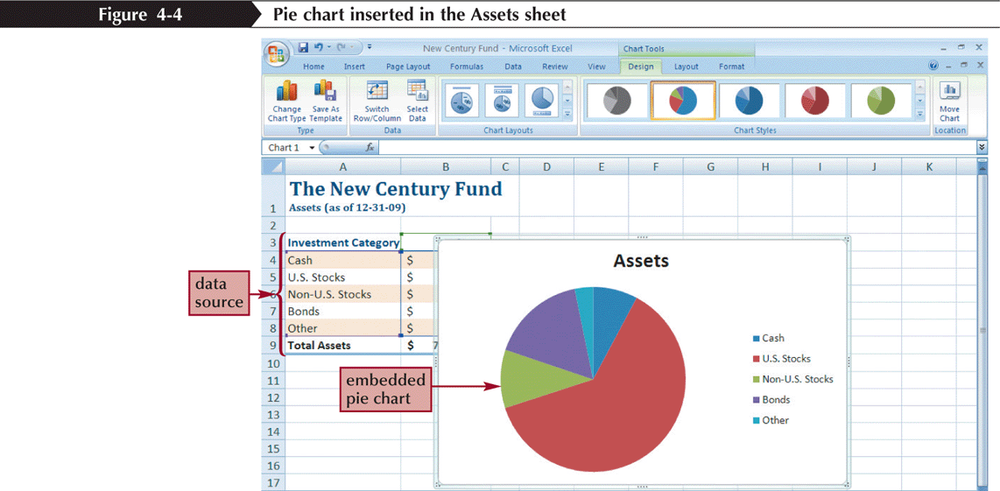 Figure 4-4
Pie chart inserted in the Assets sheet
New Century Fund - Microsoft Excel
Chart Tools
Home Insert Page Layout Formulas Data Review View Design Layout Format
Change Chart Type
Save As Template
Switch Row/Column
Select Data
Move Chart
Type Data Chart Layouts Chart Styles Location
Chart 1 fx
A B C D E F G H I J K
1 The New Century Fund
Assets (as of 12-31-09)
2
3 Investment Category
4 Cash $
5 U.S. Stocks $
6 Non-U.S. Stocks $
7 Bonds $
8 Other $
9 Total Assets $ 7
10
11
12
13
14
15
16
17
data
source
embedded
pie chart
Assets
Cash
U.S. Stocks
Non-U.S. Stocks
Bonds
Other